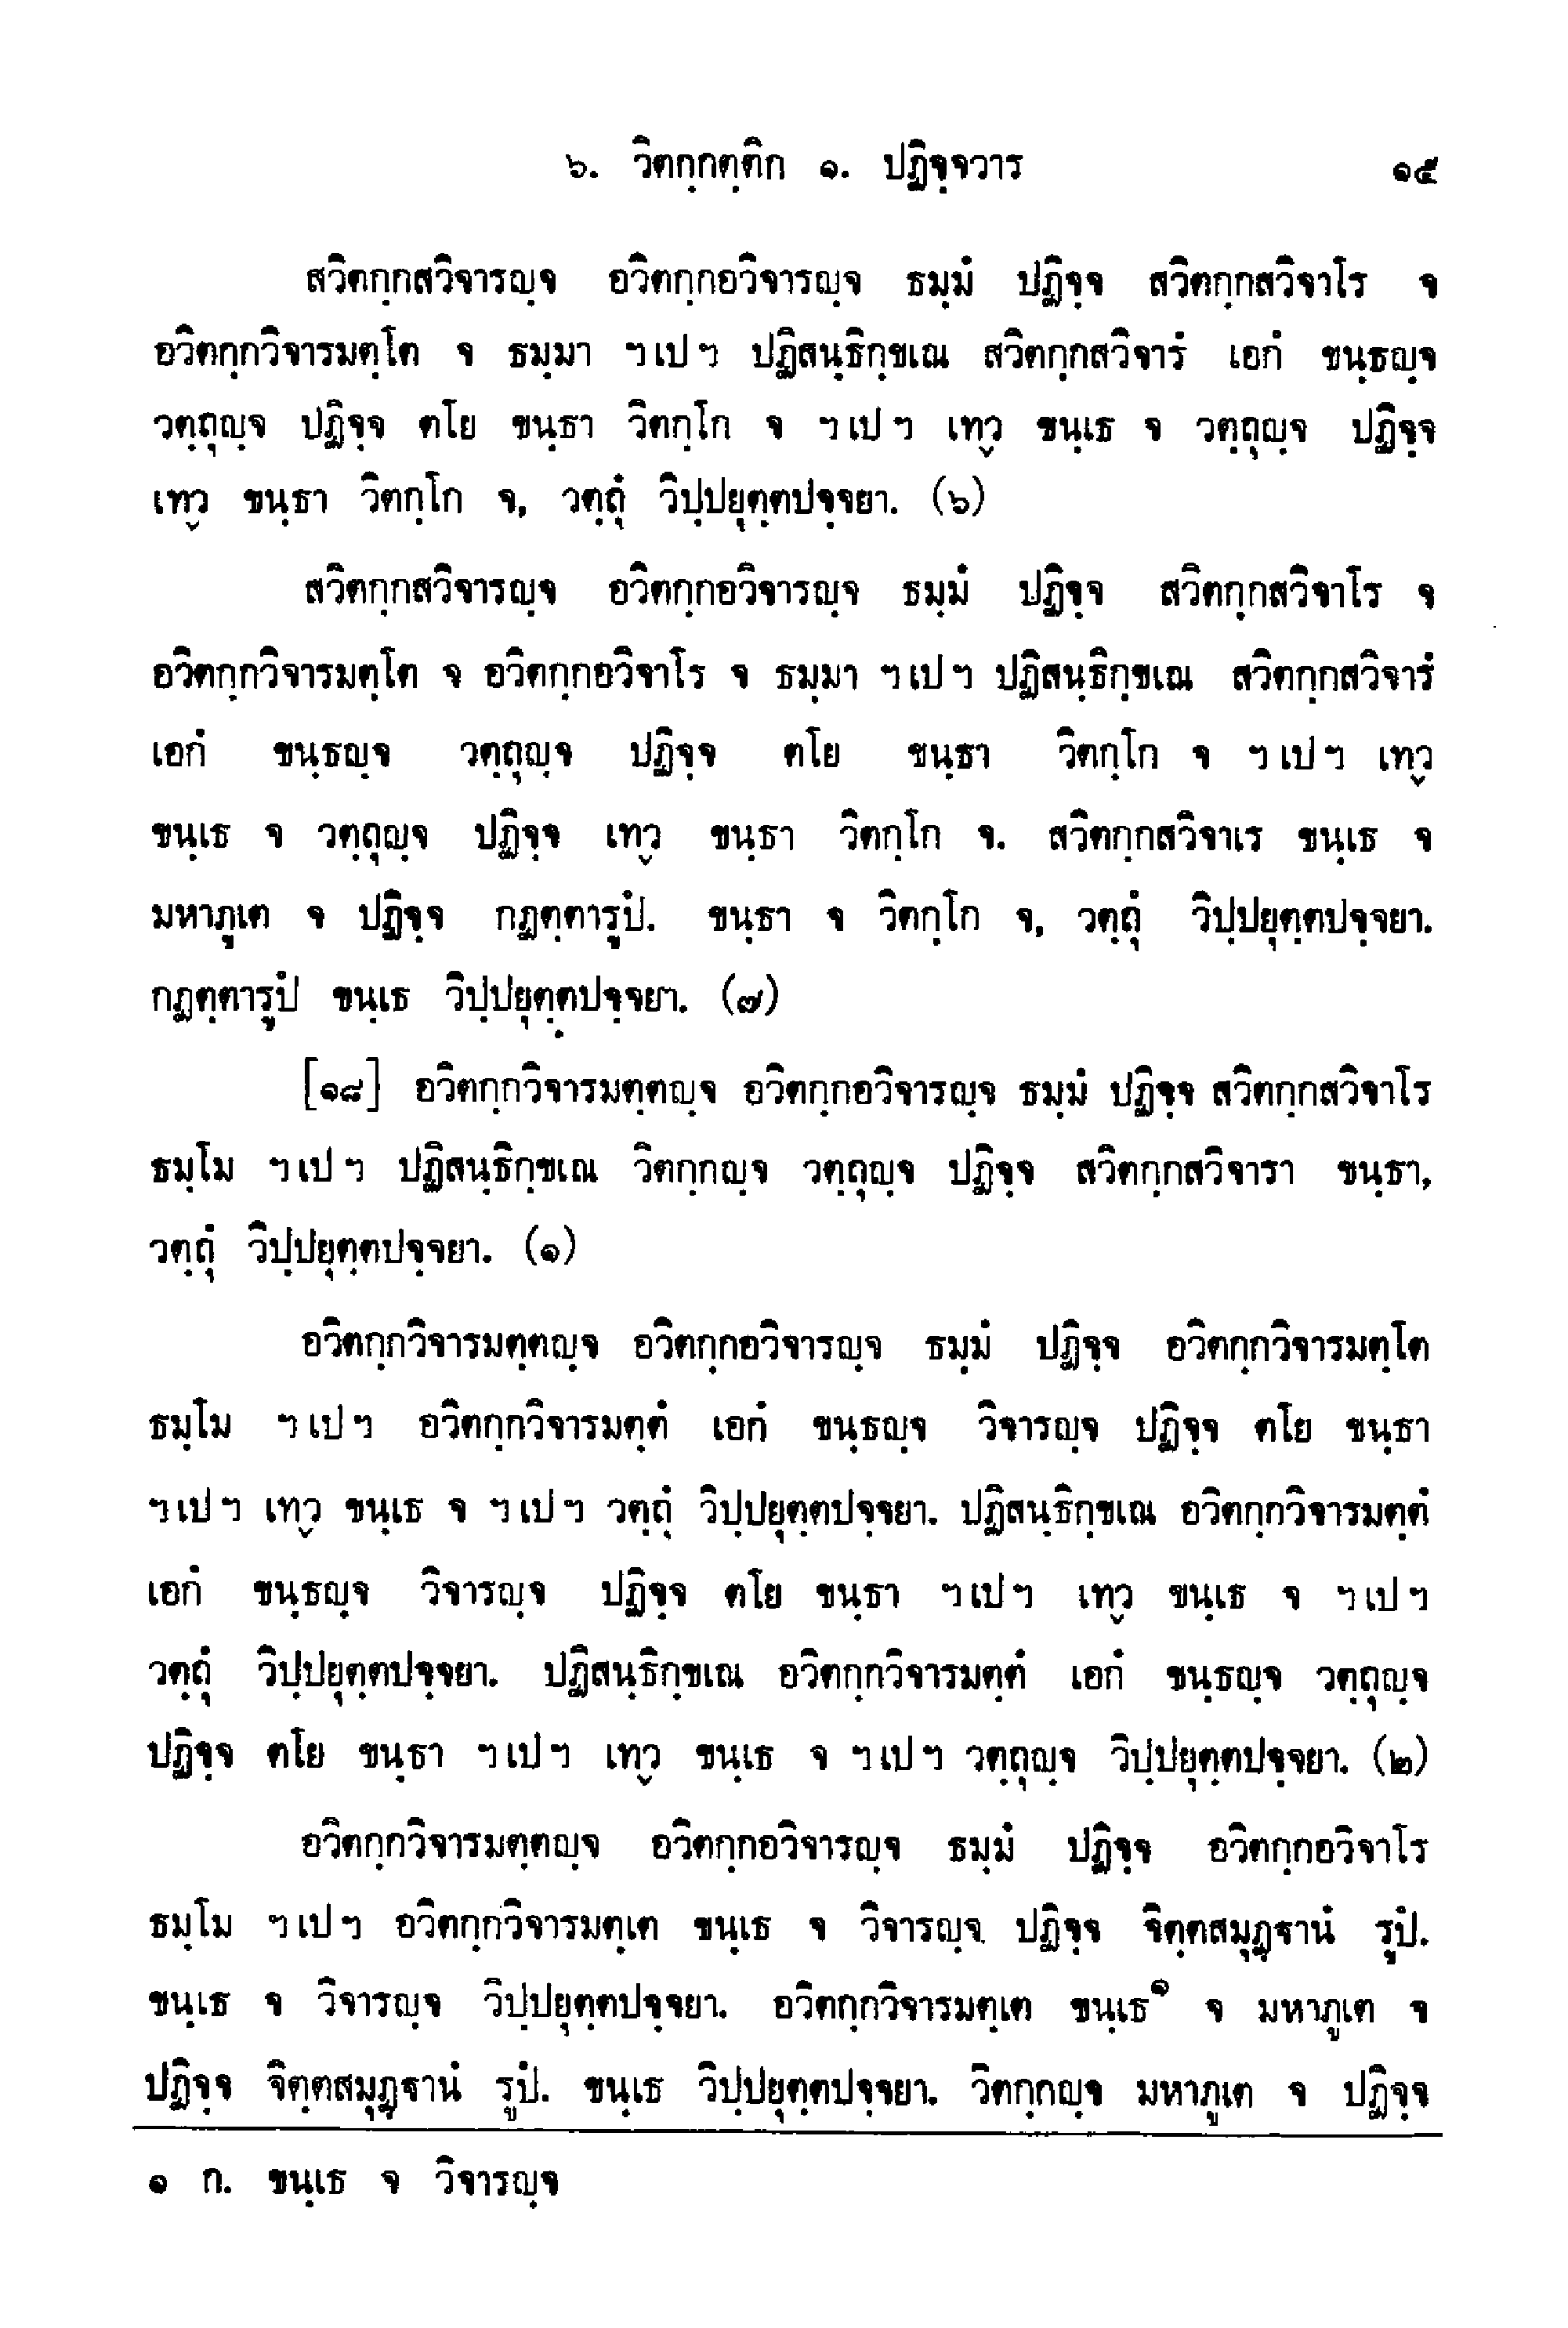 ๖. วิตกฺกตฺติก ๑. ปฏิจฺจวาร ๑๕
สวิตกฺกสวิจารญฺจ อวิตกฺกอวิจารญฺจ ธมฺมํ ปฏิจฺจ สวิตกฺกสวิจาโร จ
อวิตกฺกวิจารมตฺโต จ ธมฺมา ฯ เป ฯ ปฏิสนฺธิกฺขเณ สวิตกฺกสวิจารํ เอกํ ขนฺธญฺจ
วตฺถุญฺจ ปฏิจฺจ ตโย ขนฺธา วิตกฺโก จ ฯ เป ฯ เทฺว ขนฺเธ จ วตฺถุญฺจ ปฏิจฺจ
เทฺว ขนฺธา วิตกฺโก จ, วตฺถุํ วิปฺปยุตฺตปจฺจยา. (๖)
สวิตกฺกสวิจารญฺจ อวิตกฺกอวิจารญฺจ ธมฺมํ ปฏิจฺจ สวิตกฺกสวิจาโร จ
อวิตกฺกวิจารมตฺโต จ อวิตกฺกอวิจาโร จ ธมฺมา ฯ เป ฯ ปฏิสนฺธิกฺขเณ สวิตกฺกสวิจารํ
เอกํ ขนฺธญฺจ วตฺถุญฺจ ปฏิจฺจ ตโย ขนฺธา วิตกฺโก จ ฯ เป ฯ เทฺว
ขนฺเธ จ วตฺถุญฺจ ปฏิจฺจ เทฺว ขนฺธา วิตกฺโก จ. สวิตกฺกสวิจาเร ขนฺเธ จ
มหาภูเต จ ปฏิจฺจ กฏตฺตารูปํ. ขนฺธา จ วิตกฺโก จ, วตฺถุํ วิปฺปยุตฺตปจฺจยา.
กฏตฺตารูปํ ขนฺเธ วิปฺปยุตฺตปจฺจยา. (๗)
[๑๘] อวิตกฺกวิจารมตฺตญฺจ อวิตกฺกอวิจารญฺจ ธมฺมํ ปฏิจฺจ สวิตกฺกสวิจาโร
ธมฺโม ฯ เป ฯ ปฏิสนฺธิกฺขเณ วิตกฺกญฺจ วตฺถุญฺจ ปฏิจฺจ สวิตกฺกสวิจารา ขนฺธา,
วตฺถุํ วิปฺปยุตฺตปจฺจยา. (๑)
อวิตกฺกวิจารมตฺตญฺจ อวิตกฺกอวิจารญฺจ ธมฺมํ ปฏิจฺจ อวิตกฺกวิจารมตฺโต
ธมฺโม ฯ เป ฯ อวิตกฺกวิจารมตฺตํ เอกํ ขนฺธญฺจ วิจารญฺจ ปฏิจฺจ ตโย ขนฺธา
ฯ เป ฯ เทฺว ขนฺเธ จ ฯ เป ฯ วตฺถุํ วิปฺปยุตฺตปจฺจยา. ปฏิสนฺธิกฺขเณ อวิตกฺกวิจารมตฺตํ
เอกํ ขนฺธญฺจ วิจารญฺจ ปฏิจฺจ ตโย ขนฺธา ฯ เป ฯ เทฺว ขนฺเธ จ ฯ เป ฯ
วตฺถุํ วิปฺปยุตฺตปจฺจยา. ปฏิสนฺธิกฺขเณ อวิตกฺกวิจารมตฺตํ เอกํ ขนฺธญฺจ วตฺถุญฺจ
ปฏิจฺจ ตโย ขนฺธา ฯ เป ฯ เทฺว ขนฺเธ จ ฯ เป ฯ วตฺถุญฺจ วิปฺปยุตฺตปจฺจยา. (๒)
อวิตกฺกวิจารมตฺตญฺจ อวิตกฺกอวิจารญฺจ ธมฺมํ ปฏิจฺจ อวิตกฺกอวิจาโร
ธมฺโม ฯ เป ฯ อวิตกฺกวิจารมตฺเต ขนฺเธ จ วิจารญฺจ ปฏิจฺจ จิตฺตสมุฏฺฐานํ รูปํ.
ขนฺเธ จ วิจารญฺจ วิปฺปยุตฺตปจฺจยา. อวิตกฺกวิจารมตฺเต ขนฺเธ๑ จ มหาภูเต จ
ปฏิจฺจ จิตฺตสมุฏฺฐานํ รูปํ. ขนฺเธ วิปฺปยุตฺตปจฺจยา. วิตกฺกญฺจ มหาภูเต จ ปฏิจฺจ
๑ ก. ขนฺเธ จ วิจารญฺจ